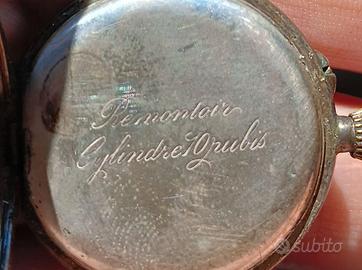 Remontoir
Cylindre 10 rubis
subito